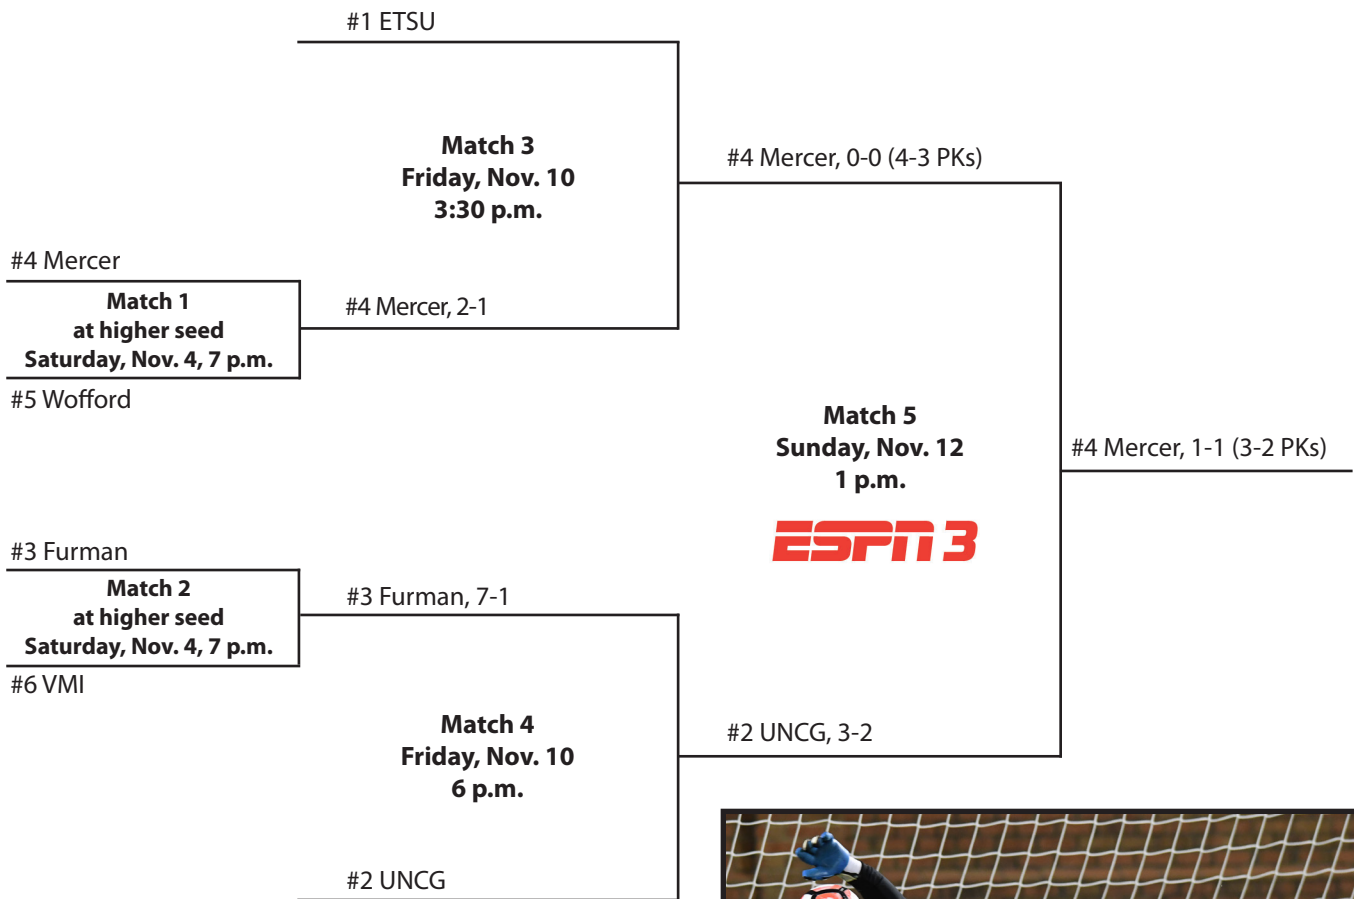 #1 ETSU
Match 3
Friday, Nov. 10
3:30 p.m.
#4 Mercer, 0-0 (4-3 PKs)
#4 Mercer
Match 1
at higher seed
Saturday, Nov. 4, 7 p.m.
#4 Mercer, 2-1
#5 Wofford
Match 5
Sunday, Nov. 12
1 p.m.
ESPN3
#4 Mercer, 1-1 (3-2 PKs)
#3 Furman
Match 2
at higher seed
Saturday, Nov. 4, 7 p.m.
#3 Furman, 7-1
#6 VMI
Match 4
Friday, Nov. 10
6 p.m.
#2 UNCG, 3-2
#2 UNCG